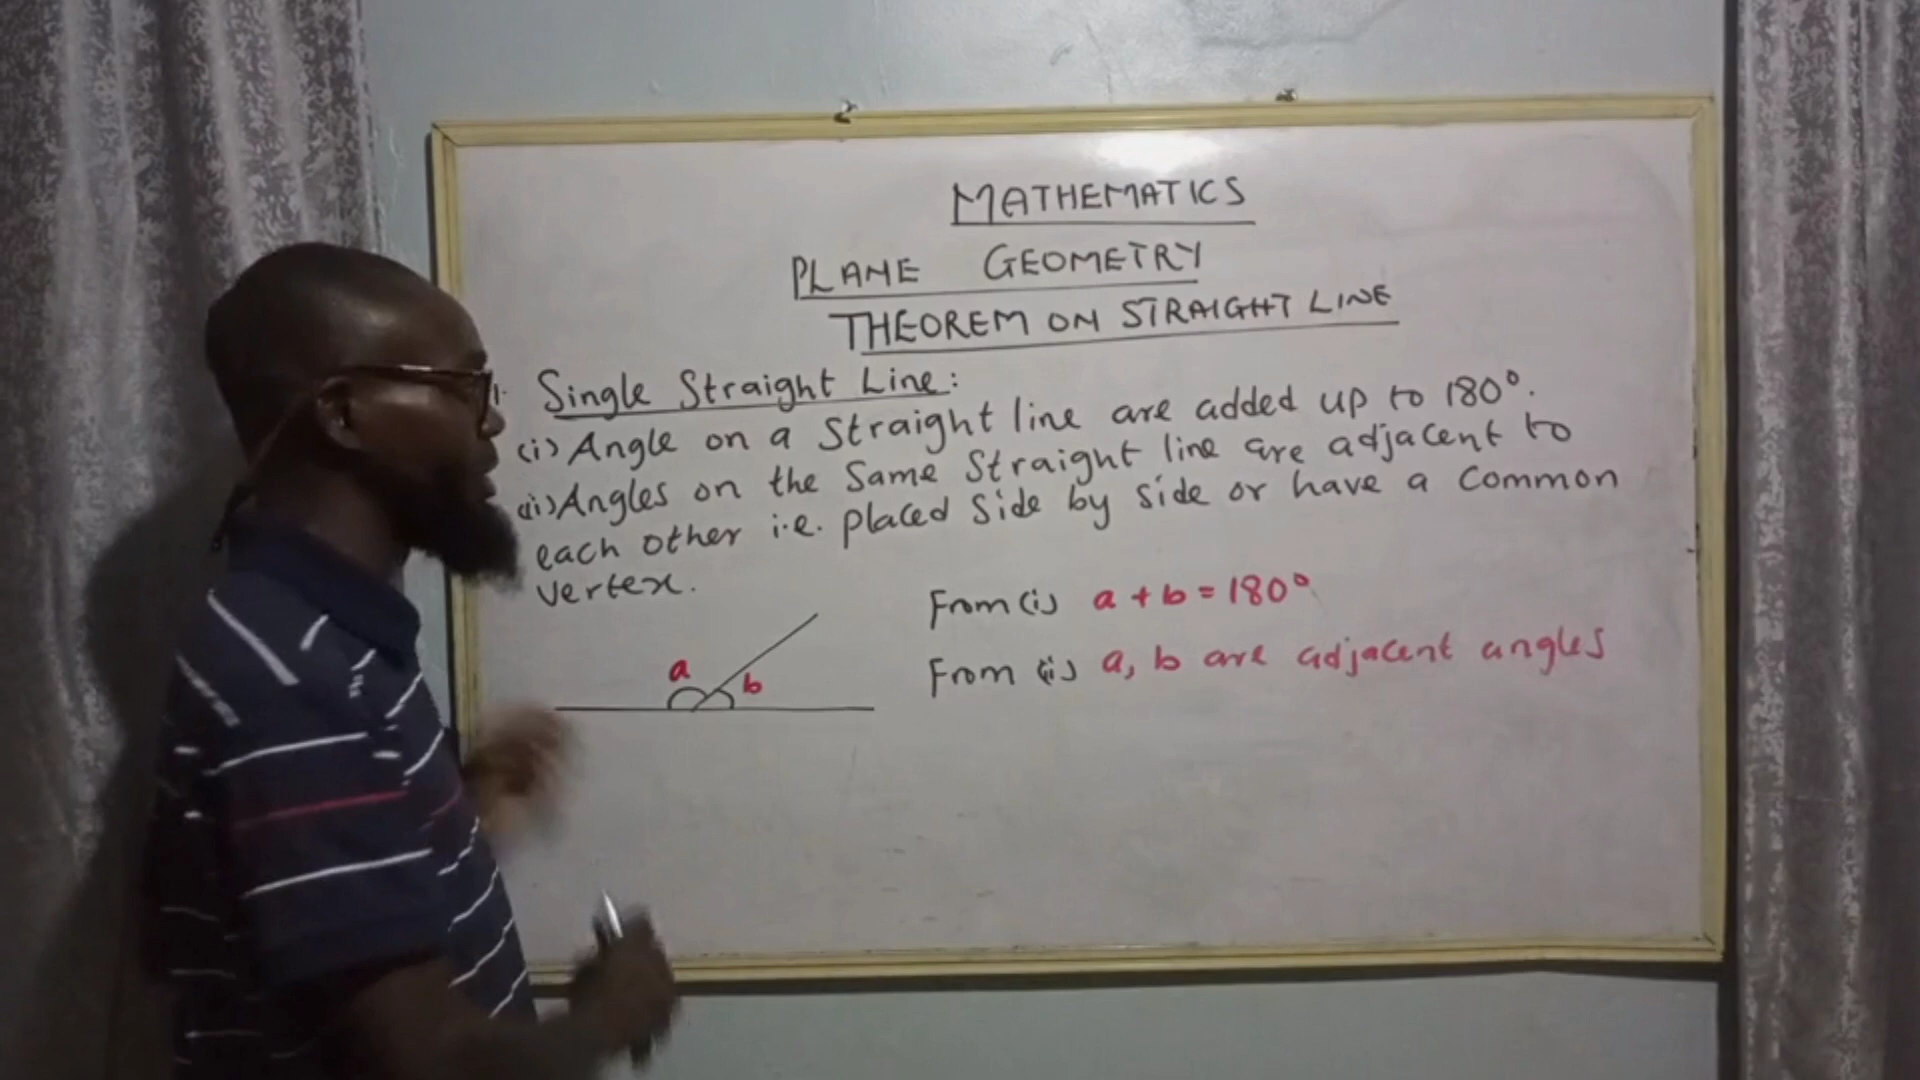 MATHEMATICS
PLANE GEOMETRY
THEOREM ON STRAIGHT LINE
1. Single Straight Line:
(i) Angle on a straight line are added up to 180°.
(ii) Angles on the same straight line are adjacent to
each other i.e. placed side by side or have a common
vertex.
From (i) a + b = 180°
From (ii) a, b are adjacent angles
a
b